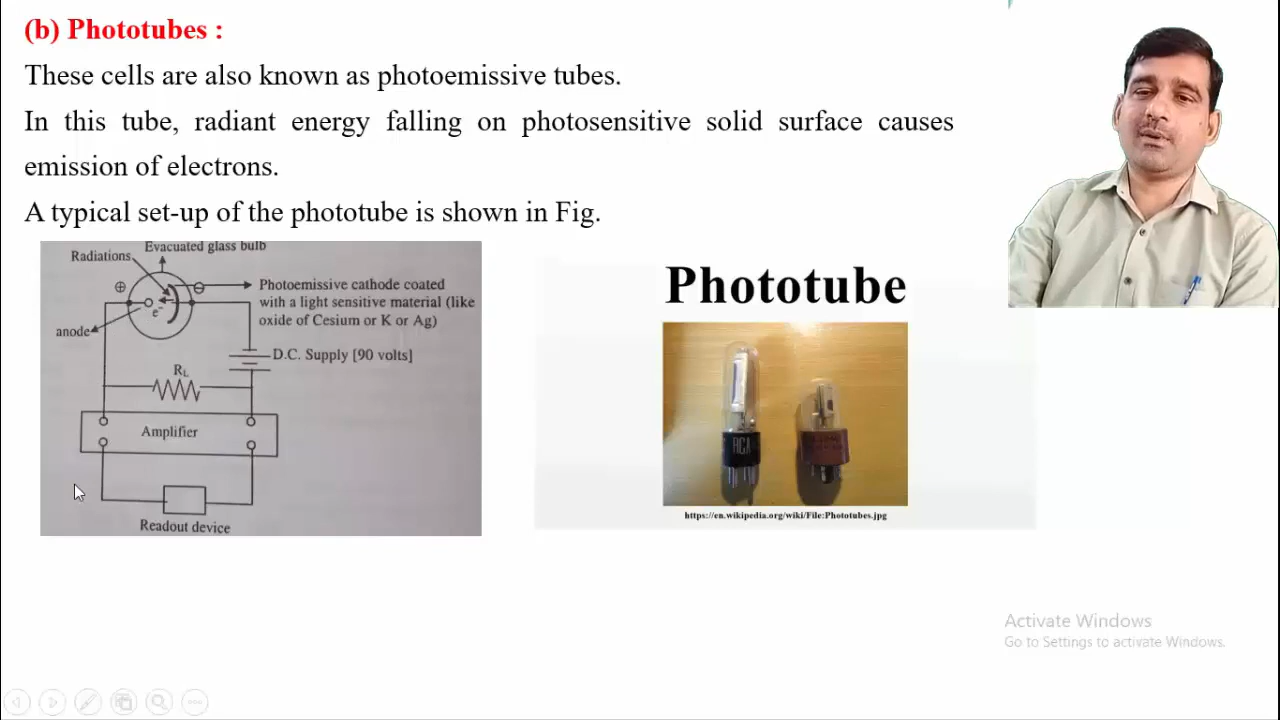 (b) Phototubes :
These cells are also known as photoemissive tubes.
In this tube, radiant energy falling on photosensitive solid surface causes
emission of electrons.
A typical set-up of the phototube is shown in Fig.
Evacuated glass bulb
Radiations
⊕
⊖
Photoemissive cathode coated
with a light sensitive material (like
oxide of Cesium or K or Ag)
e⁻
anode
D.C. Supply [90 volts]
RL
Amplifier
Readout device
Phototube
RCA
https://en.wikipedia.org/wiki/File:Phototubes.jpg
Activate Windows
Go to Settings to activate Windows.